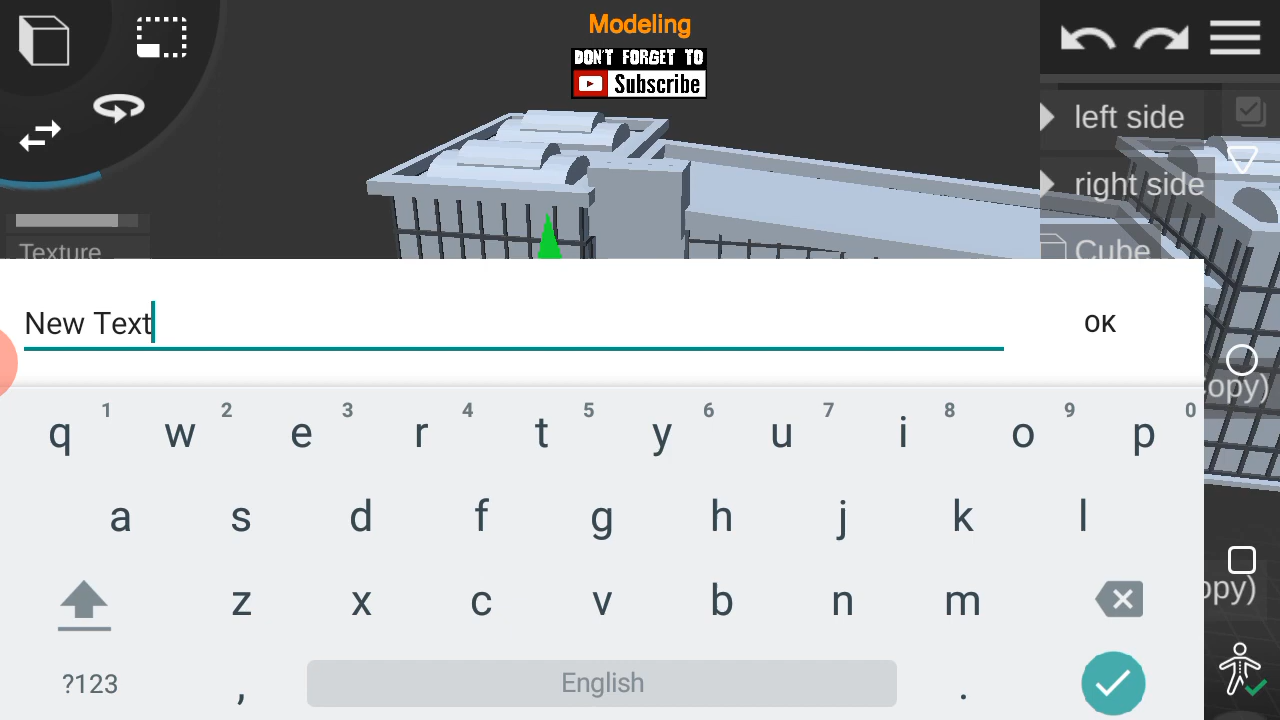 Modeling
DON'T FORGET TO
Subscribe
left side
right side
Texture
Cube
New Text
OK
opy)
1 2 3 4 5 6 7 8 9 0
q w e r t y u i o p
a s d f g h j k l
z x c v b n m
opy)
?123 , English .